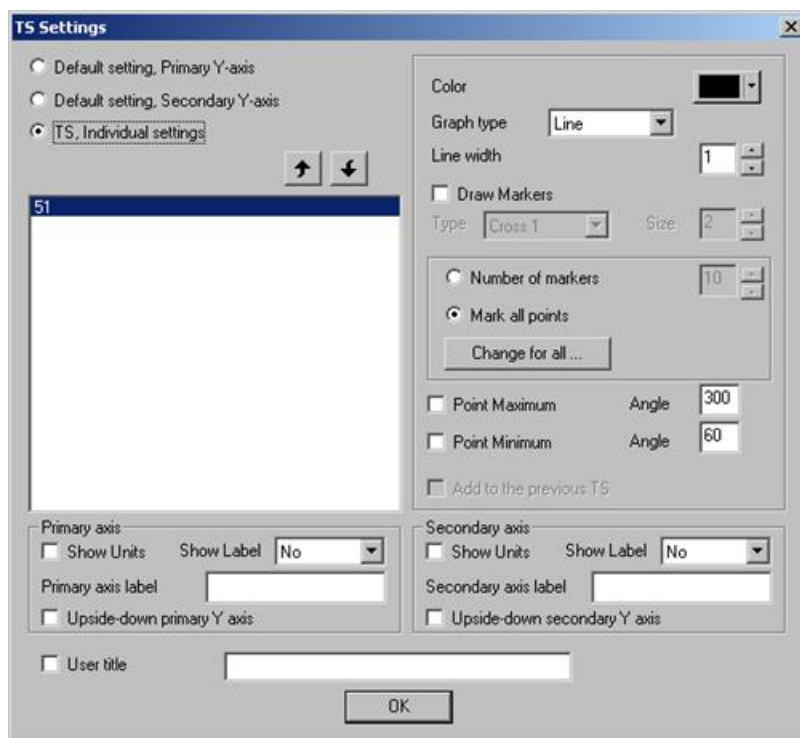 TS Settings
Default setting, Primary Y-axis
Default setting, Secondary Y-axis
TS, Individual settings
51
Color
Graph type Line
Line width 1
Draw Markers
Type Cross 1 Size 2
Number of markers 10
Mark all points
Change for all ...
Point Maximum Angle 300
Point Minimum Angle 60
Add to the previous TS
Primary axis
Show Units Show Label No
Primary axis label
Upside-down primary Y axis
Secondary axis
Show Units Show Label No
Secondary axis label
Upside-down secondary Y axis
User title
OK